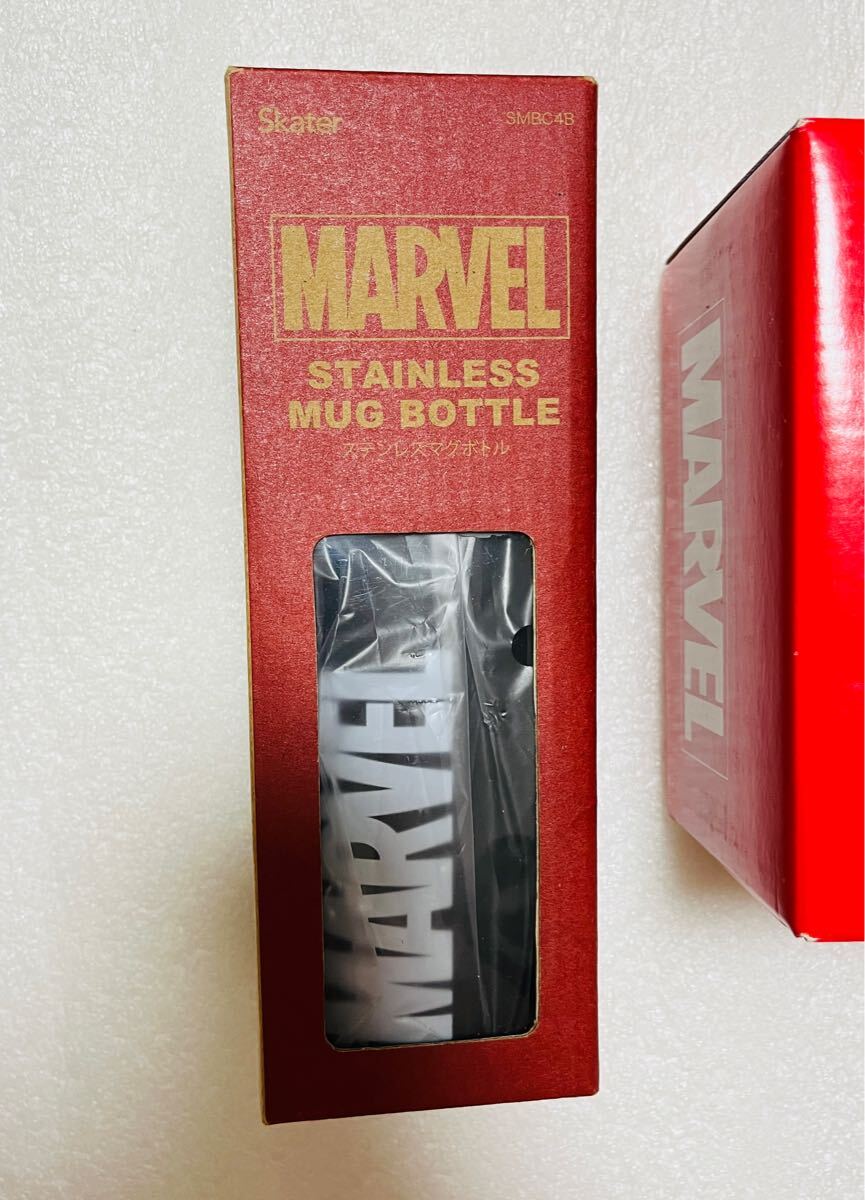 Skater
SMBC4B
MARVEL
STAINLESS
MUG BOTTLE
ステンレスマグボトル
MARVEL
MARVEL